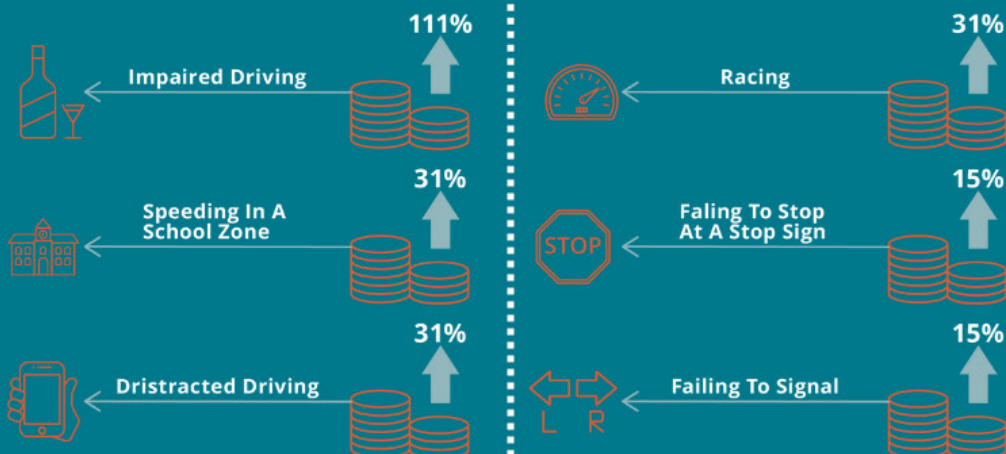 111%
Impaired Driving
31%
Speeding In A
School Zone
31%
Dristracted Driving
31%
Racing
15%
Faling To Stop
At A Stop Sign
STOP
15%
Failing To Signal
L R